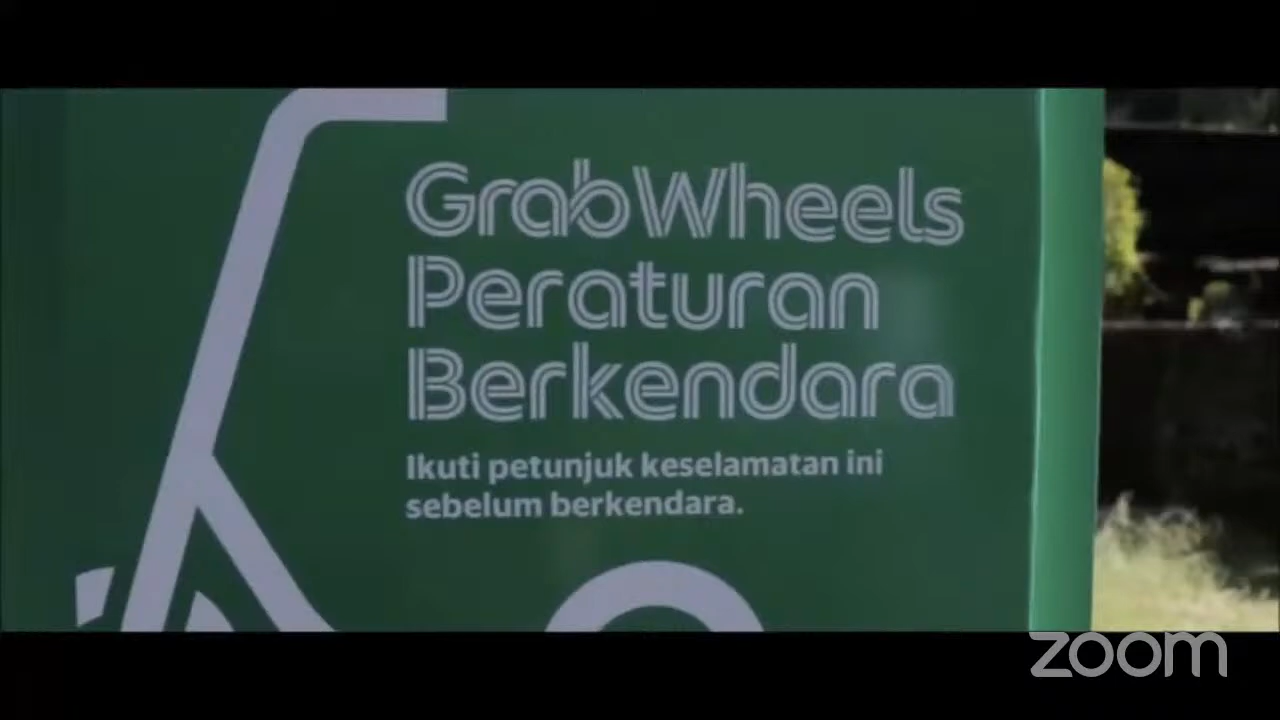 GrabWheels
Peraturan
Berkendara
Ikuti petunjuk keselamatan ini
sebelum berkendara.
zoom